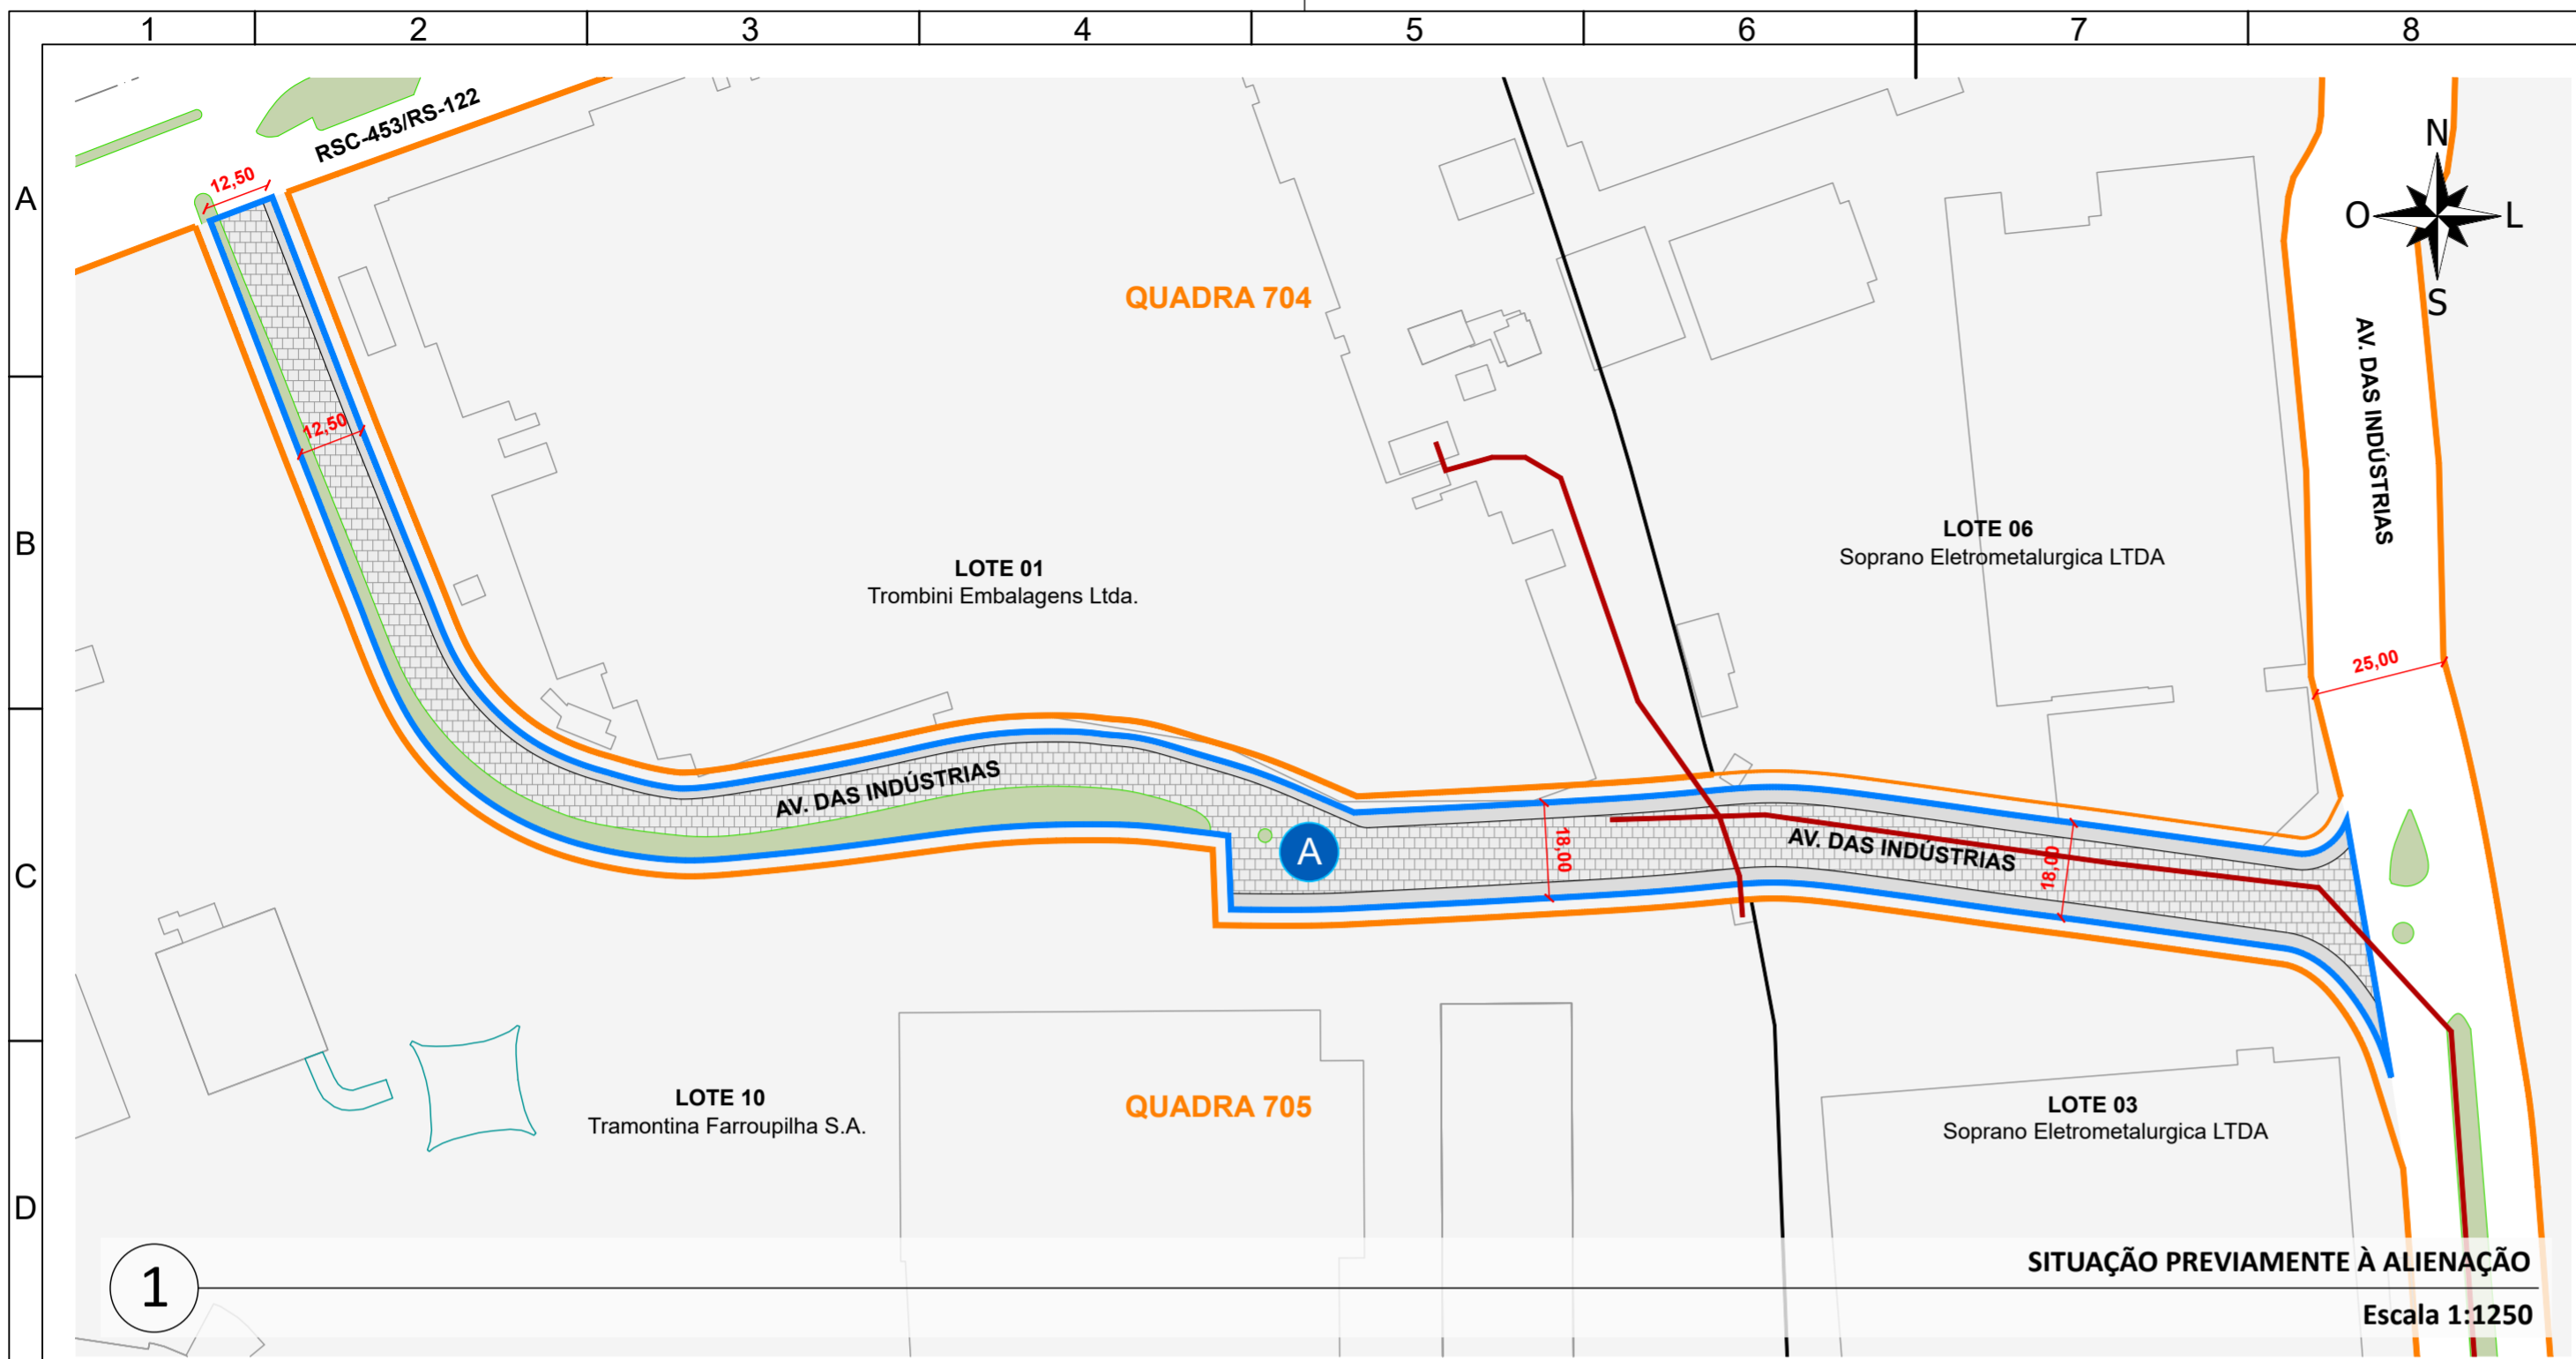 1 2 3 4 5 6 7 8
A
B
C
D
RSC-453/RS-122
12,50
12,50
QUADRA 704
N
O L
S
AV. DAS INDÚSTRIAS
LOTE 06
Soprano Eletrometalurgica LTDA
LOTE 01
Trombini Embalagens Ltda.
25,00
AV. DAS INDÚSTRIAS
A
18,00
AV. DAS INDÚSTRIAS
18,00
LOTE 10
Tramontina Farroupilha S.A.
QUADRA 705
LOTE 03
Soprano Eletrometalurgica LTDA
1
SITUAÇÃO PREVIAMENTE À ALIENAÇÃO
Escala 1:1250